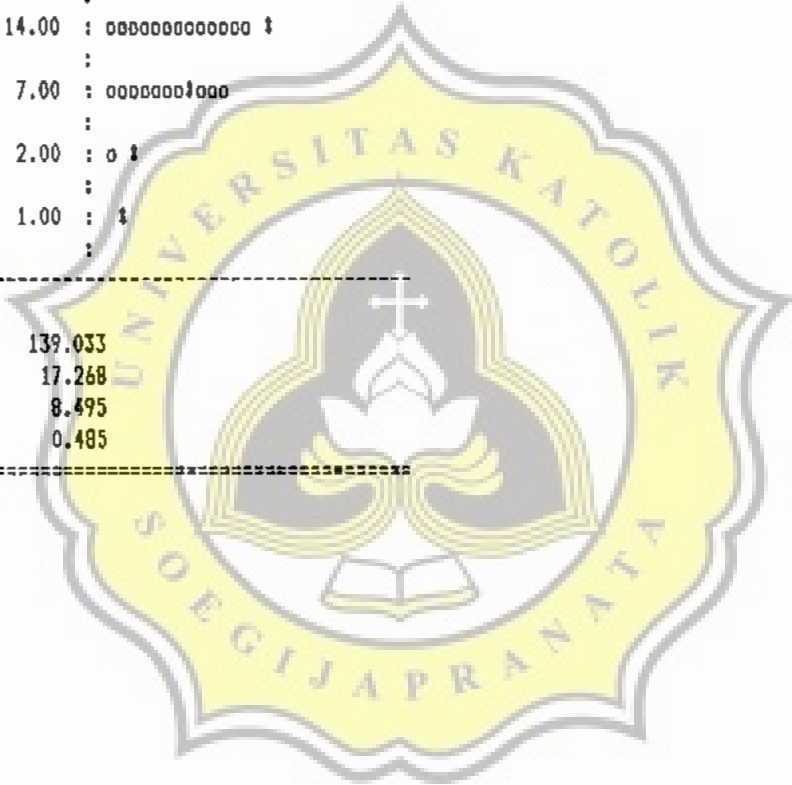 14.00 : ooooooooooooo *
:
7.00 : ooooooo*ooo
:
2.00 : o *
:
1.00 : *
:
-----------------------------------------
139.033
17.268
8.495
0.485
=========================================
UNIVERSITAS KATOLIK
SOEGIJAPRANATA